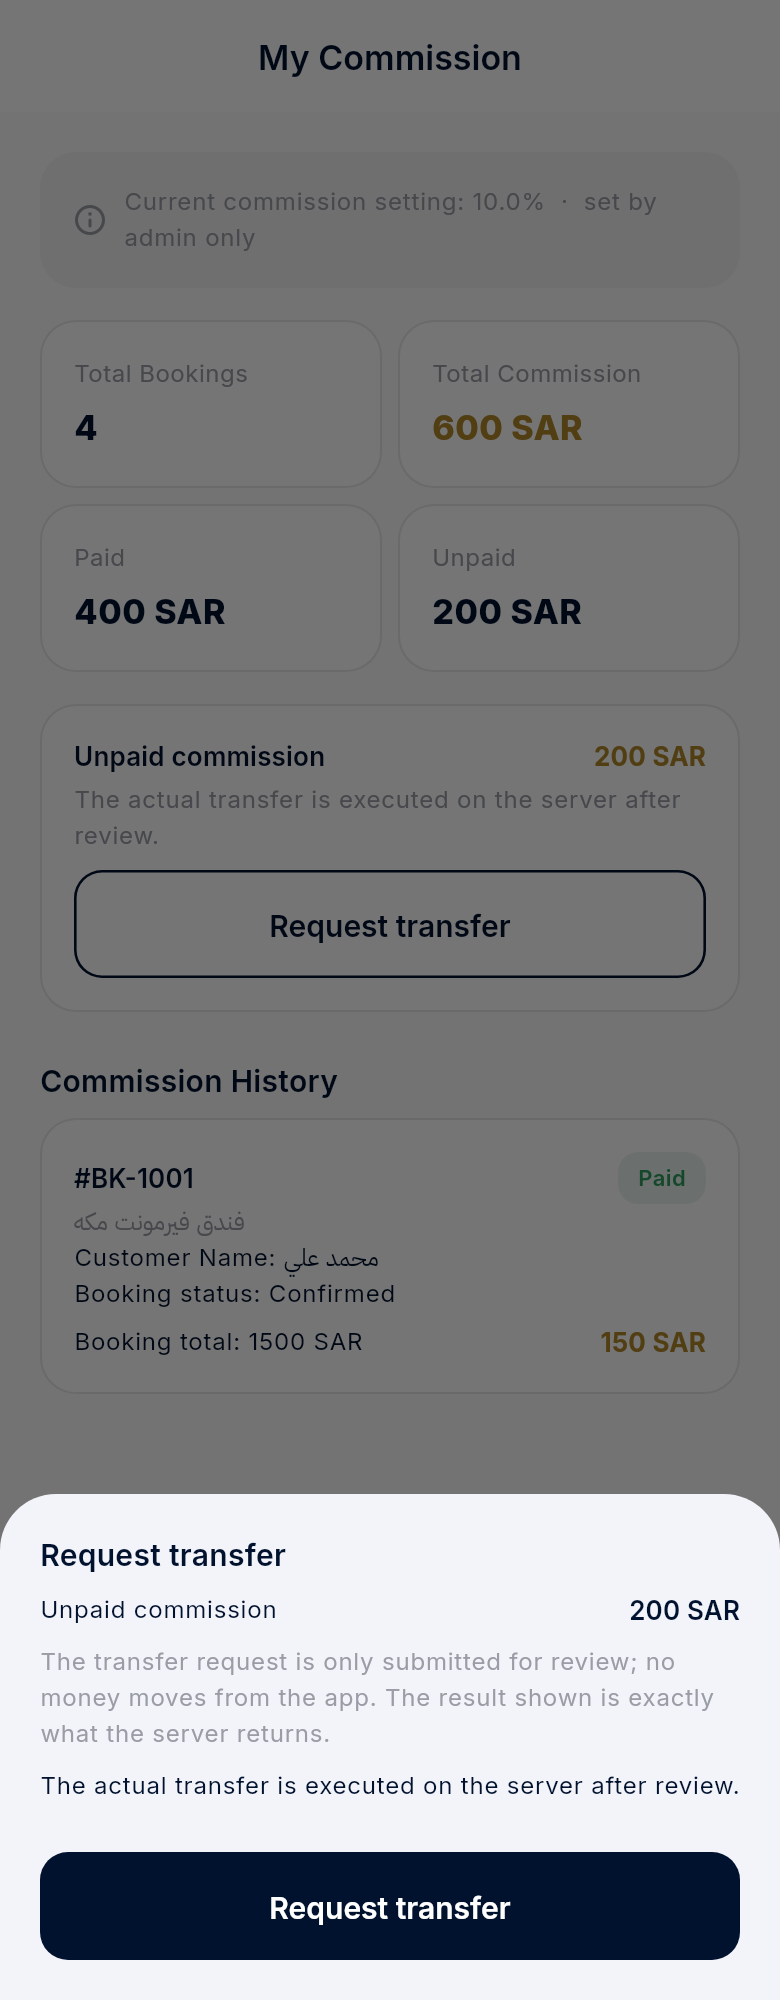 My Commission
Current commission setting: 10.0% · set by
admin only
Total Bookings
4
Total Commission
600 SAR
Paid
400 SAR
Unpaid
200 SAR
Unpaid commission
200 SAR
The actual transfer is executed on the server after
review.
Request transfer
Commission History
#BK-1001
Paid
فندق فيرمونت مكه
Customer Name: محمد علي
Booking status: Confirmed
Booking total: 1500 SAR
150 SAR
Request transfer
Unpaid commission
200 SAR
The transfer request is only submitted for review; no
money moves from the app. The result shown is exactly
what the server returns.
The actual transfer is executed on the server after review.
Request transfer